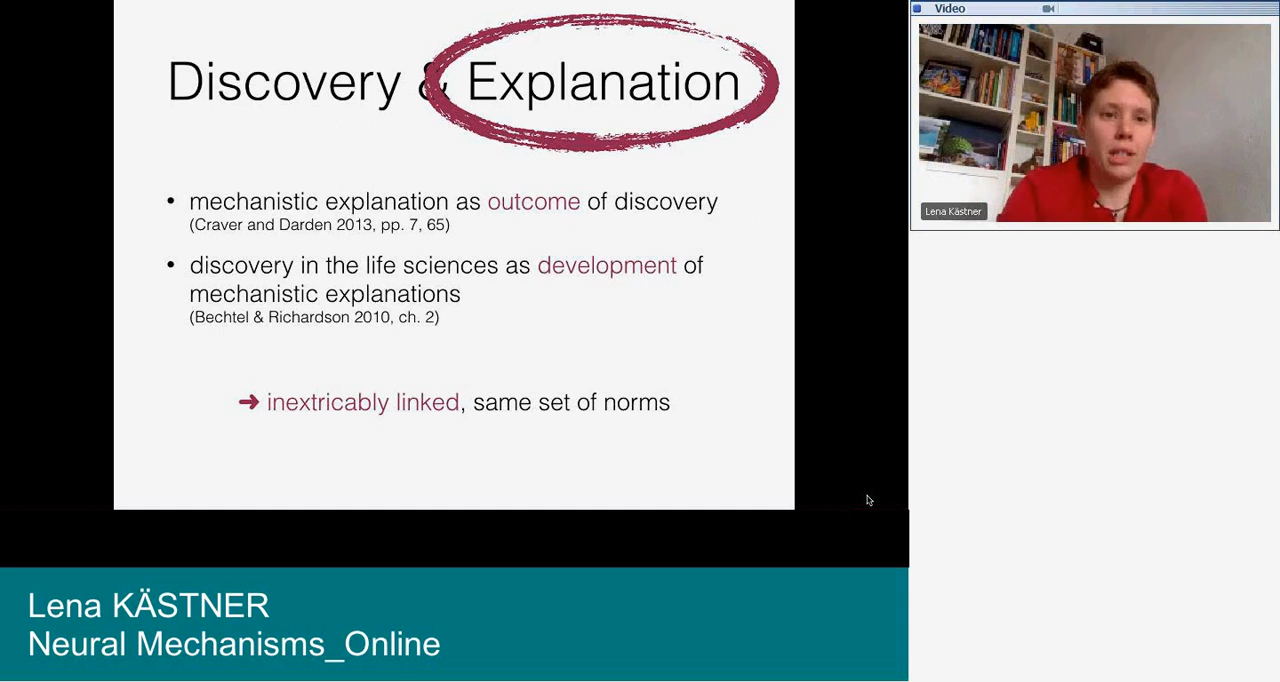 Discovery & Explanation
• mechanistic explanation as outcome of discovery
(Craver and Darden 2013, pp. 7, 65)
• discovery in the life sciences as development of
mechanistic explanations
(Bechtel & Richardson 2010, ch. 2)
➜ inextricably linked, same set of norms
Video
Lena Kästner
Lena KÄSTNER
Neural Mechanisms_Online